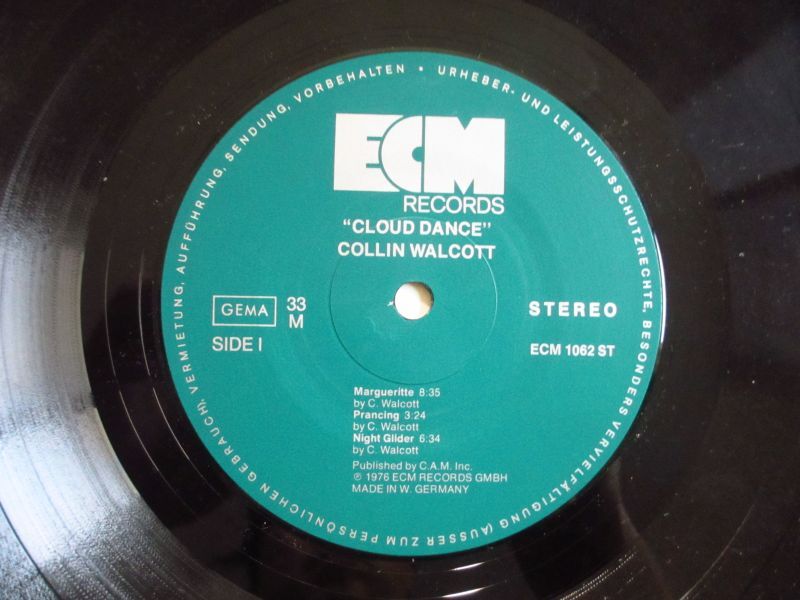 URHEBER- UND LEISTUNGSSCHUTZRECHTE, BESONDERS VERVIELFÄLTIGUNG (AUSSER ZUM PERSÖNLICHEN GEBRAUCH), VERMIETUNG, AUFFÜHRUNG, SENDUNG, VORBEHALTEN •
ECM
RECORDS
"CLOUD DANCE"
COLLIN WALCOTT
GEMA 33 M
SIDE I
STEREO
ECM 1062 ST
Margueritte 8:35
by C. Walcott
Prancing 3:24
by C. Walcott
Night Glider 6:34
by C. Walcott
Published by C.A.M. Inc.
℗ 1976 ECM RECORDS GMBH
MADE IN W. GERMANY